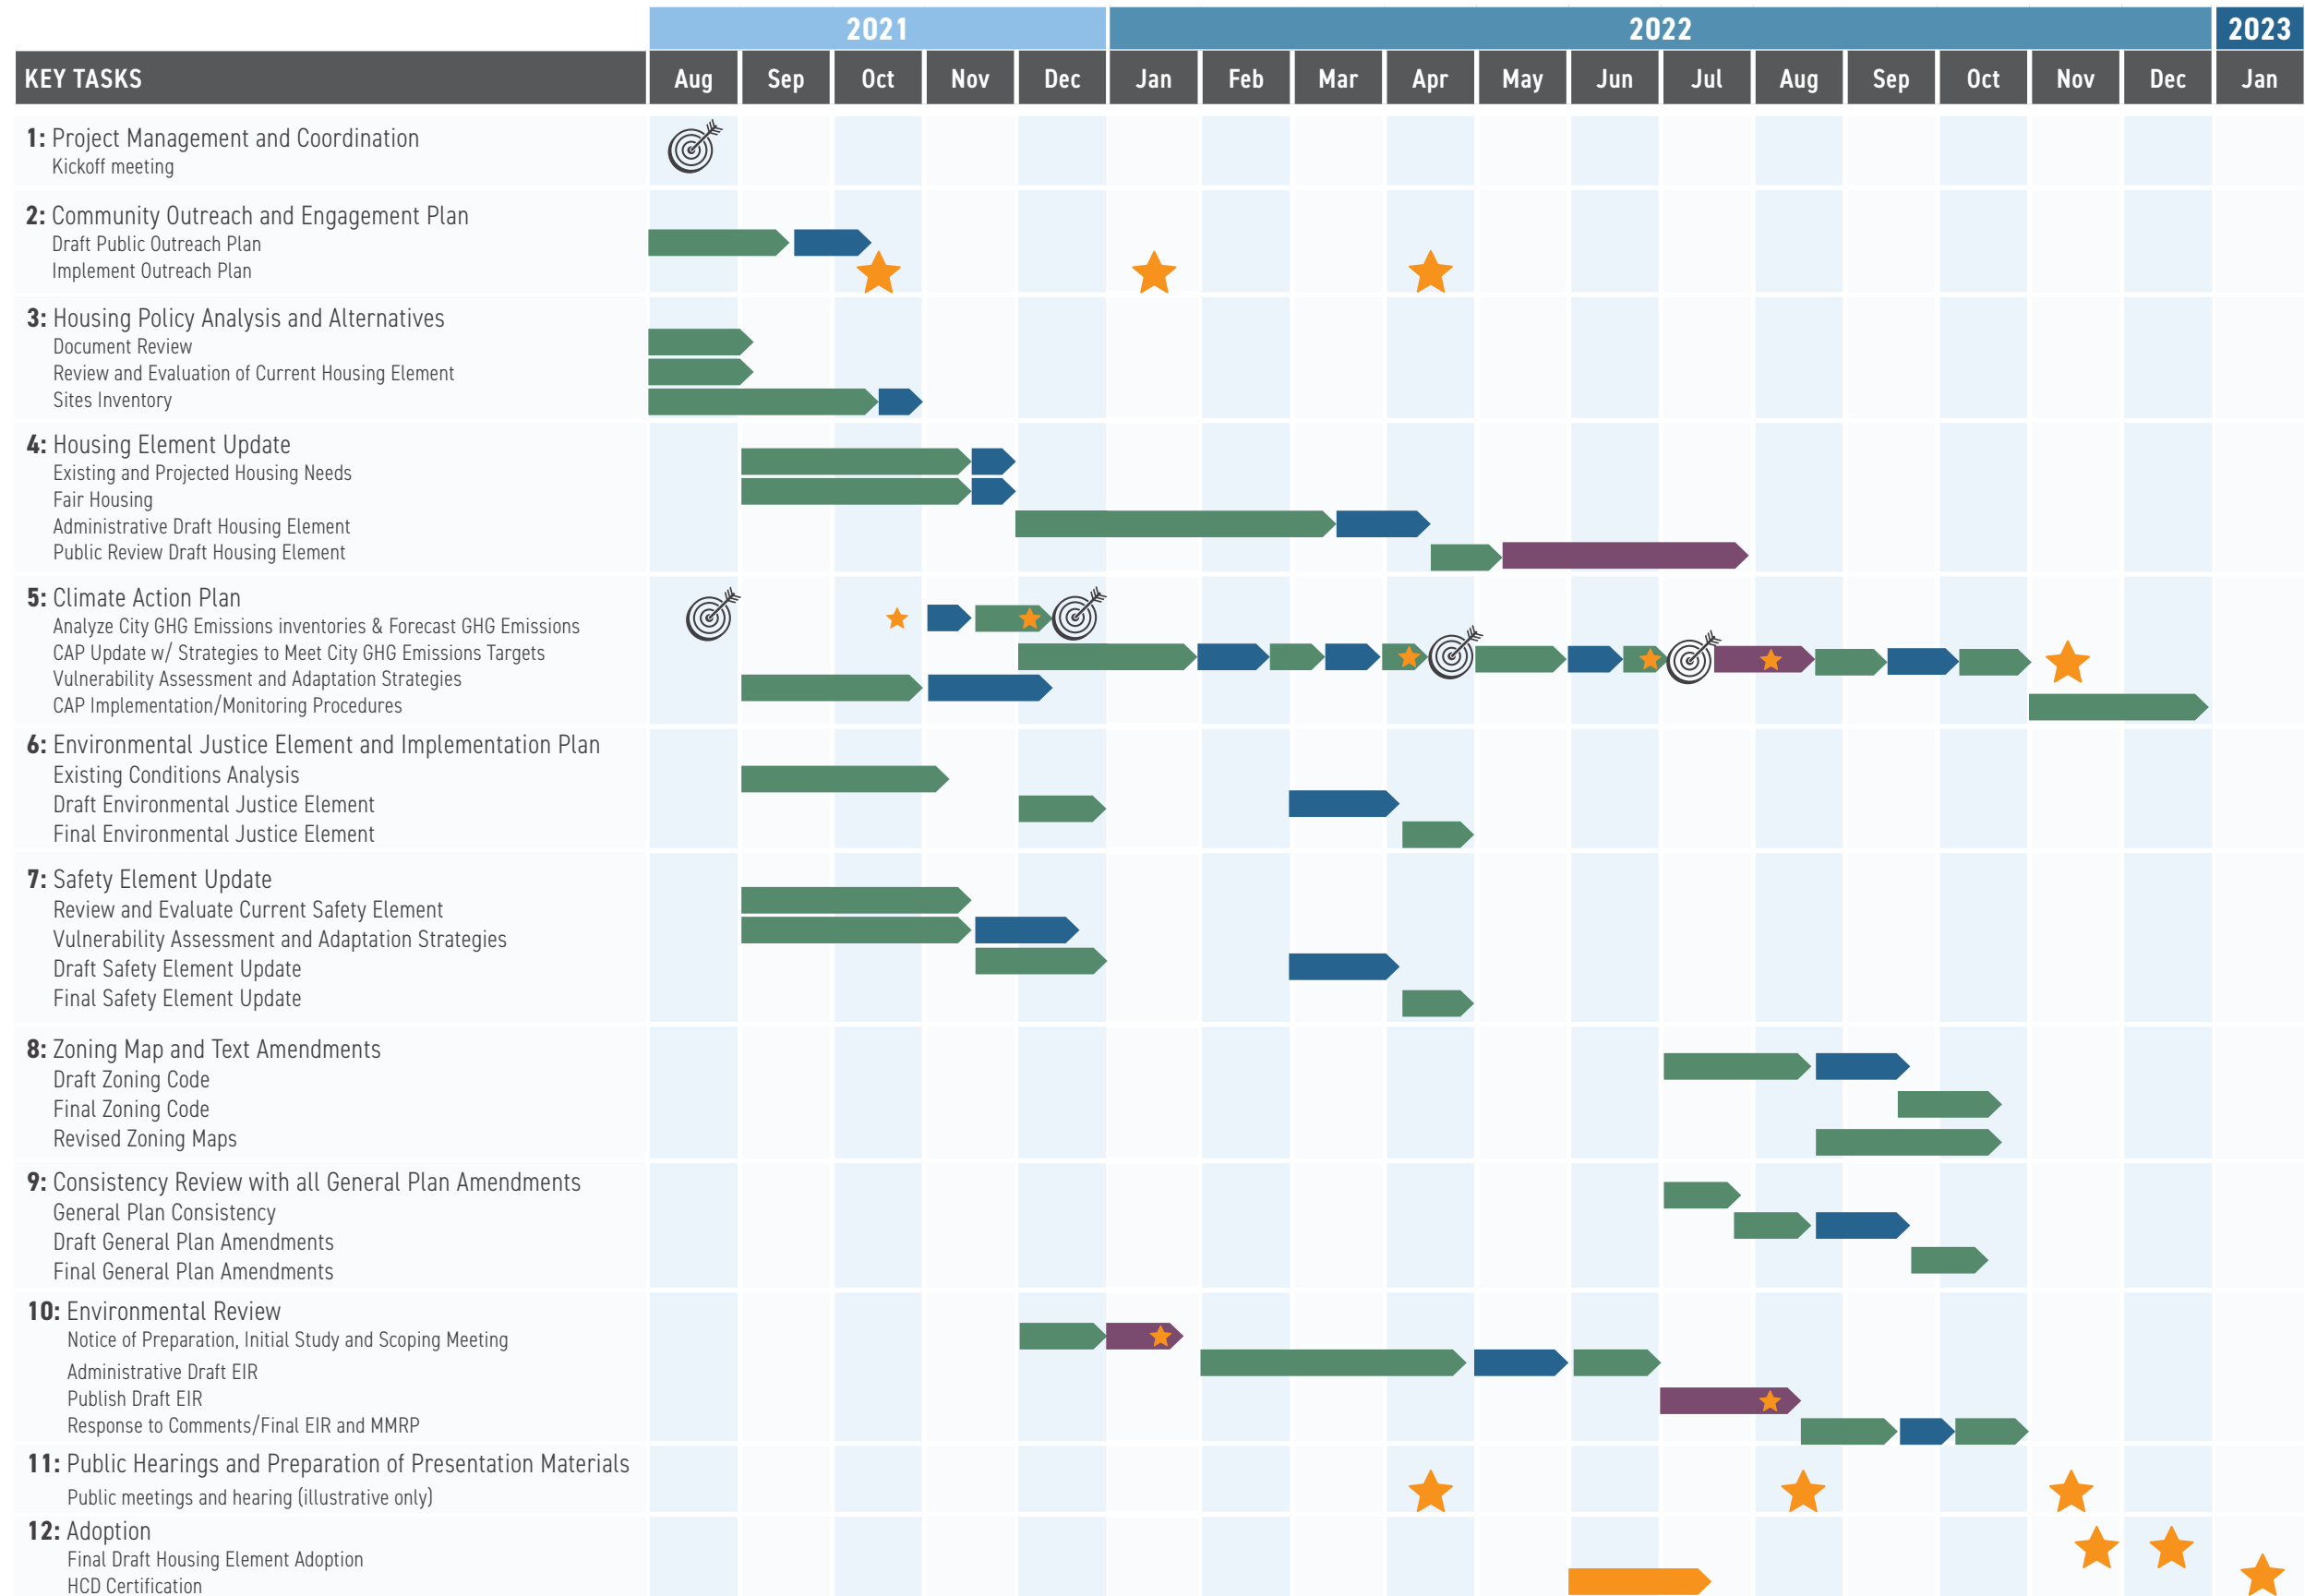 2021 2022 2023
KEY TASKS Aug Sep Oct Nov Dec Jan Feb Mar Apr May Jun Jul Aug Sep Oct Nov Dec Jan
1: Project Management and Coordination
Kickoff meeting
2: Community Outreach and Engagement Plan
Draft Public Outreach Plan
Implement Outreach Plan
3: Housing Policy Analysis and Alternatives
Document Review
Review and Evaluation of Current Housing Element
Sites Inventory
4: Housing Element Update
Existing and Projected Housing Needs
Fair Housing
Administrative Draft Housing Element
Public Review Draft Housing Element
5: Climate Action Plan
Analyze City GHG Emissions inventories & Forecast GHG Emissions
CAP Update w/ Strategies to Meet City GHG Emissions Targets
Vulnerability Assessment and Adaptation Strategies
CAP Implementation/Monitoring Procedures
6: Environmental Justice Element and Implementation Plan
Existing Conditions Analysis
Draft Environmental Justice Element
Final Environmental Justice Element
7: Safety Element Update
Review and Evaluate Current Safety Element
Vulnerability Assessment and Adaptation Strategies
Draft Safety Element Update
Final Safety Element Update
8: Zoning Map and Text Amendments
Draft Zoning Code
Final Zoning Code
Revised Zoning Maps
9: Consistency Review with all General Plan Amendments
General Plan Consistency
Draft General Plan Amendments
Final General Plan Amendments
10: Environmental Review
Notice of Preparation, Initial Study and Scoping Meeting
Administrative Draft EIR
Publish Draft EIR
Response to Comments/Final EIR and MMRP
11: Public Hearings and Preparation of Presentation Materials
Public meetings and hearing (illustrative only)
12: Adoption
Final Draft Housing Element Adoption
HCD Certification